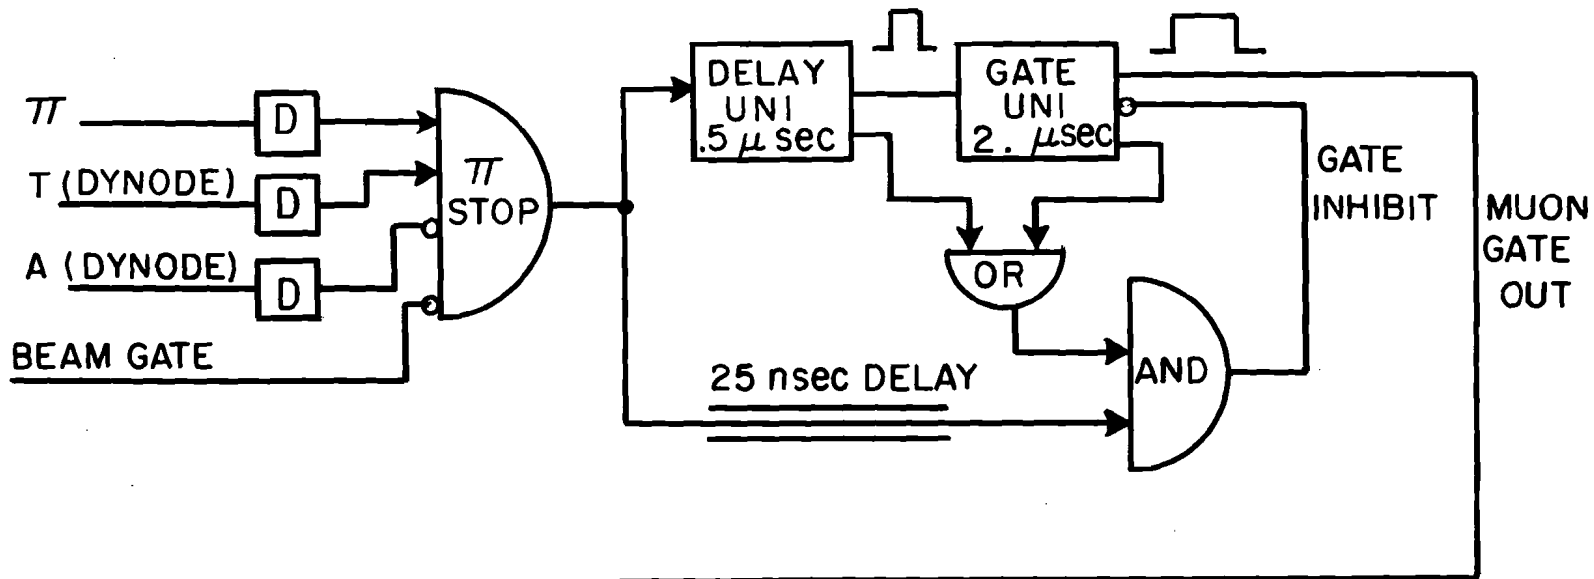 π
D
T (DYNODE)
D
A (DYNODE)
D
BEAM GATE
π
STOP
DELAY
UNI
.5 μ sec
GATE
UNI
2. μsec
OR
25 nsec DELAY
AND
GATE
INHIBIT
MUON
GATE
OUT